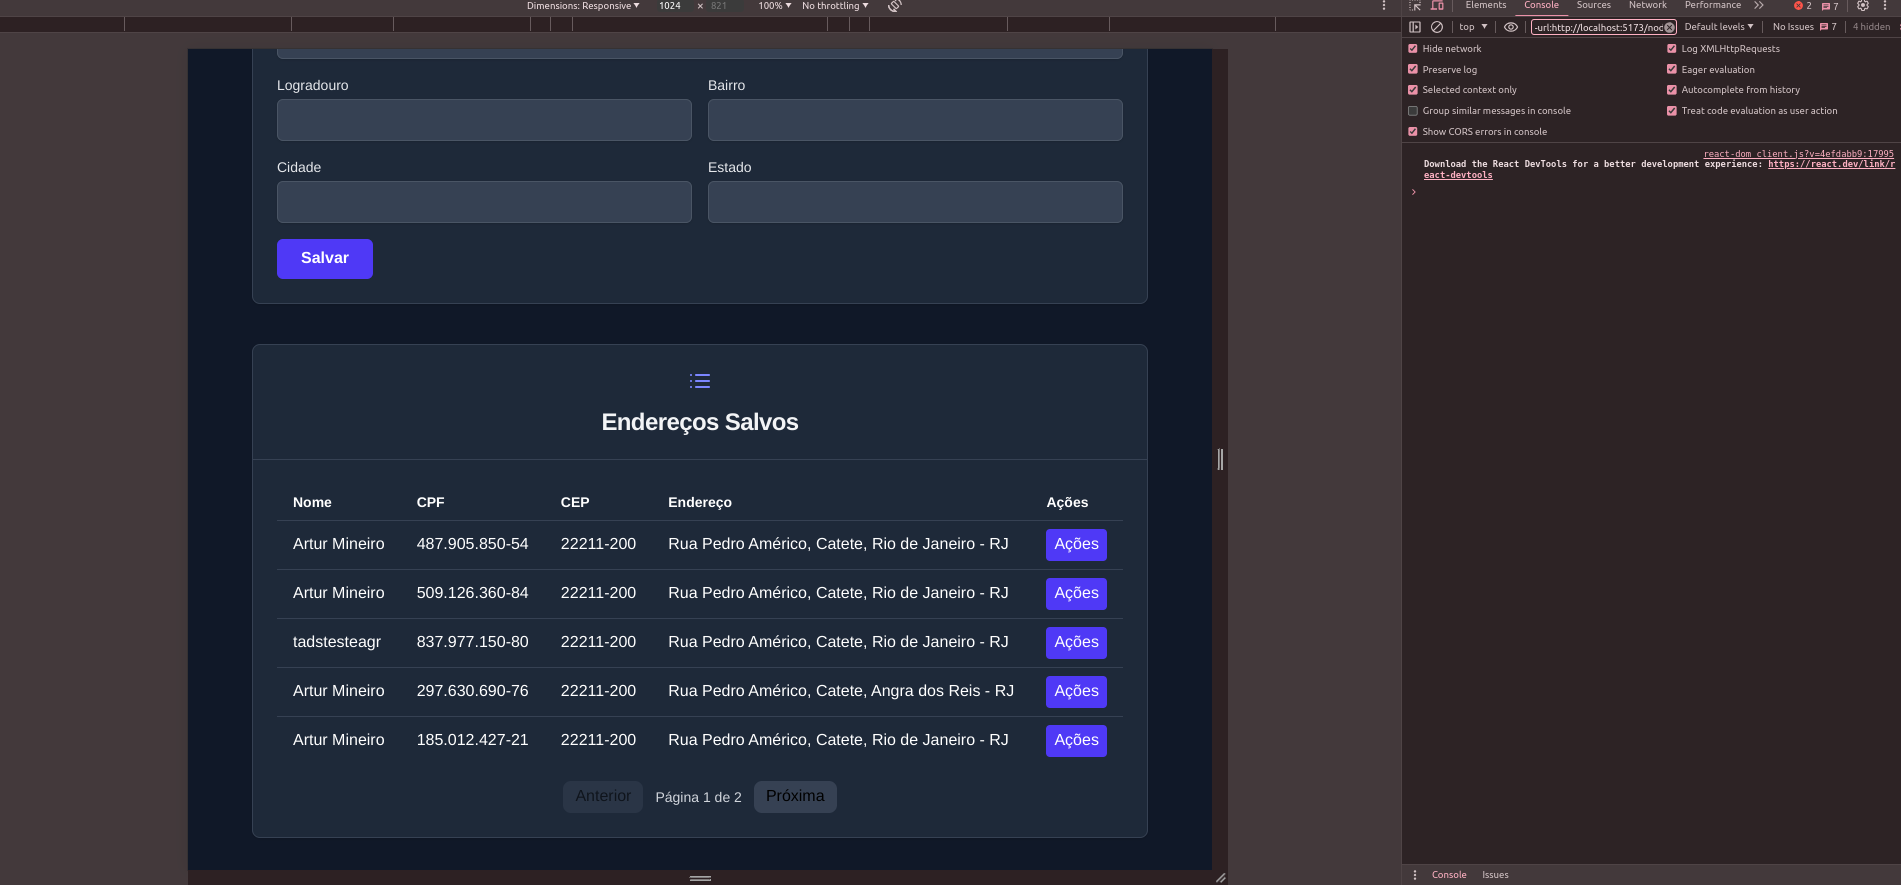 Dimensions: Responsive 1024 × 821 100% No throttling
Elements Console Sources Network Performance 2 7
top -url:http://localhost:5173/nod Default levels No Issues 7 4 hidden
Hide network Log XMLHttpRequests
Preserve log Eager evaluation
Selected context only Autocomplete from history
Group similar messages in console Treat code evaluation as user action
Show CORS errors in console
react-dom client.js?v=4efdabb9:17995
Download the React DevTools for a better development experience: https://react.dev/link/r
eact-devtools
Logradouro Bairro
Cidade Estado
Salvar
Endereços Salvos
Nome CPF CEP Endereço Ações
Artur Mineiro 487.905.850-54 22211-200 Rua Pedro Américo, Catete, Rio de Janeiro - RJ Ações
Artur Mineiro 509.126.360-84 22211-200 Rua Pedro Américo, Catete, Rio de Janeiro - RJ Ações
tadstesteagr 837.977.150-80 22211-200 Rua Pedro Américo, Catete, Rio de Janeiro - RJ Ações
Artur Mineiro 297.630.690-76 22211-200 Rua Pedro Américo, Catete, Angra dos Reis - RJ Ações
Artur Mineiro 185.012.427-21 22211-200 Rua Pedro Américo, Catete, Rio de Janeiro - RJ Ações
Anterior Página 1 de 2 Próxima
Console Issues